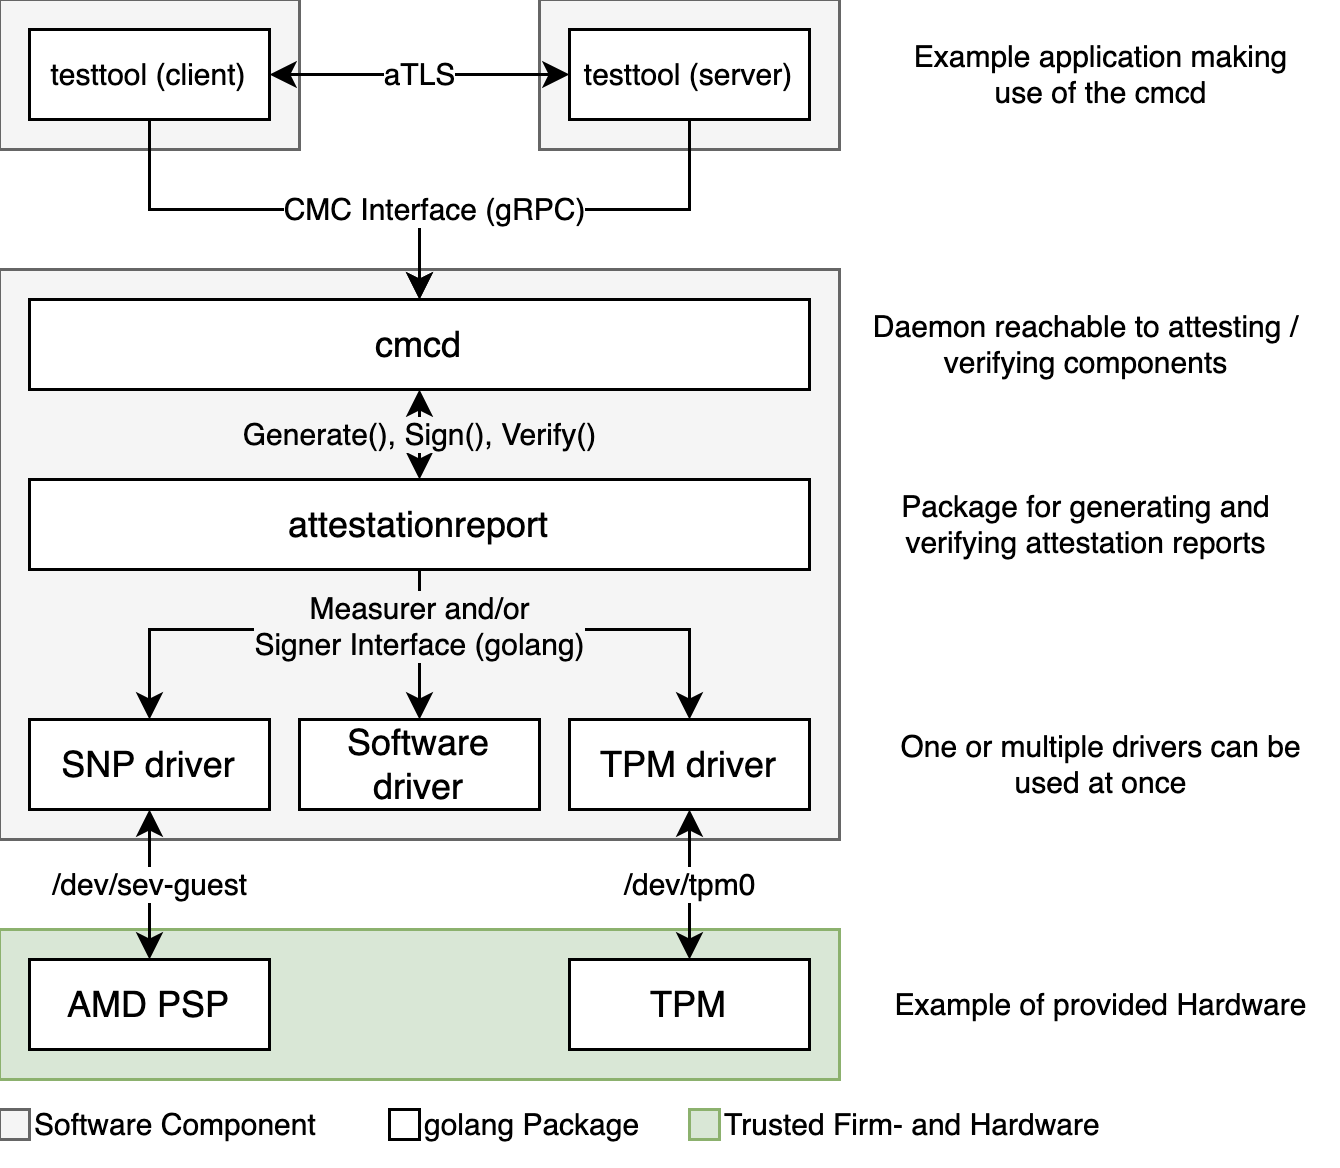 testtool (client)
aTLS
testtool (server)
Example application making
use of the cmcd
CMC Interface (gRPC)
cmcd
Daemon reachable to attesting /
verifying components
Generate(), Sign(), Verify()
attestationreport
Package for generating and
verifying attestation reports
Measurer and/or
Signer Interface (golang)
SNP driver
Software
driver
TPM driver
One or multiple drivers can be
used at once
/dev/sev-guest
/dev/tpm0
AMD PSP
TPM
Example of provided Hardware
Software Component
golang Package
Trusted Firm- and Hardware